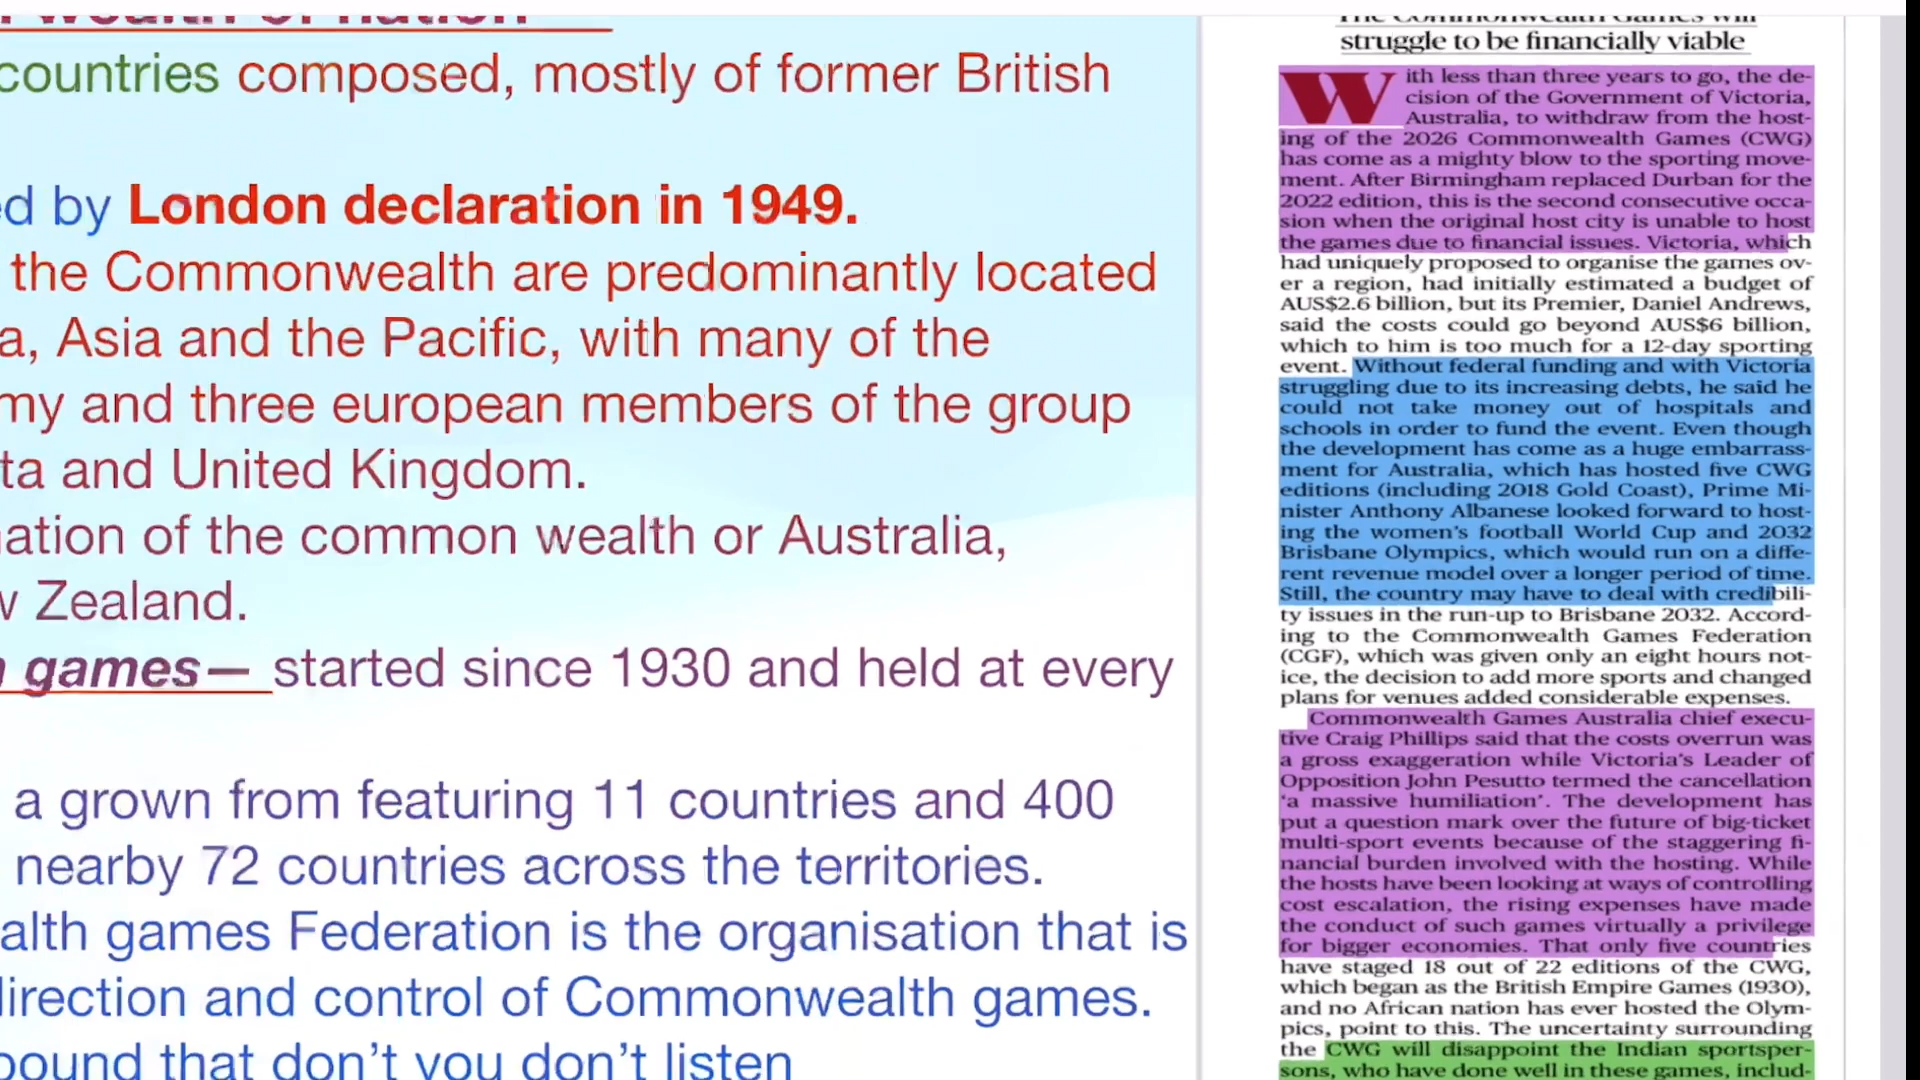 wealth of nation
countries composed, mostly of former British
ed by London declaration in 1949.
the Commonwealth are predominantly located
a, Asia and the Pacific, with many of the
my and three european members of the group
ta and United Kingdom.
ation of the common wealth or Australia,
w Zealand.
games— started since 1930 and held at every
a grown from featuring 11 countries and 400
nearby 72 countries across the territories.
alth games Federation is the organisation that is
direction and control of Commonwealth games.
bound that don’t you don’t listen
The Commonwealth Games will
struggle to be financially viable
With less than three years to go, the de-
cision of the Government of Victoria,
Australia, to withdraw from the host-
ing of the 2026 Commonwealth Games (CWG)
has come as a mighty blow to the sporting move-
ment. After Birmingham replaced Durban for the
2022 edition, this is the second consecutive occa-
sion when the original host city is unable to host
the games due to financial issues. Victoria, which
had uniquely proposed to organise the games ov-
er a region, had initially estimated a budget of
AUS$2.6 billion, but its Premier, Daniel Andrews,
said the costs could go beyond AUS$6 billion,
which to him is too much for a 12-day sporting
event. Without federal funding and with Victoria
struggling due to its increasing debts, he said he
could not take money out of hospitals and
schools in order to fund the event. Even though
the development has come as a huge embarrass-
ment for Australia, which has hosted five CWG
editions (including 2018 Gold Coast), Prime Mi-
nister Anthony Albanese looked forward to host-
ing the women’s football World Cup and 2032
Brisbane Olympics, which would run on a diffe-
rent revenue model over a longer period of time.
Still, the country may have to deal with credibili-
ty issues in the run-up to Brisbane 2032. Accord-
ing to the Commonwealth Games Federation
(CGF), which was given only an eight hours not-
ice, the decision to add more sports and changed
plans for venues added considerable expenses.
Commonwealth Games Australia chief execu-
tive Craig Phillips said that the costs overrun was
a gross exaggeration while Victoria’s Leader of
Opposition John Pesutto termed the cancellation
‘a massive humiliation’. The development has
put a question mark over the future of big-ticket
multi-sport events because of the staggering fi-
nancial burden involved with the hosting. While
the hosts have been looking at ways of controlling
cost escalation, the rising expenses have made
the conduct of such games virtually a privilege
for bigger economies. That only five countries
have staged 18 out of 22 editions of the CWG,
which began as the British Empire Games (1930),
and no African nation has ever hosted the Olym-
pics, point to this. The uncertainty surrounding
the CWG will disappoint the Indian sportsper-
sons, who have done well in these games, includ-